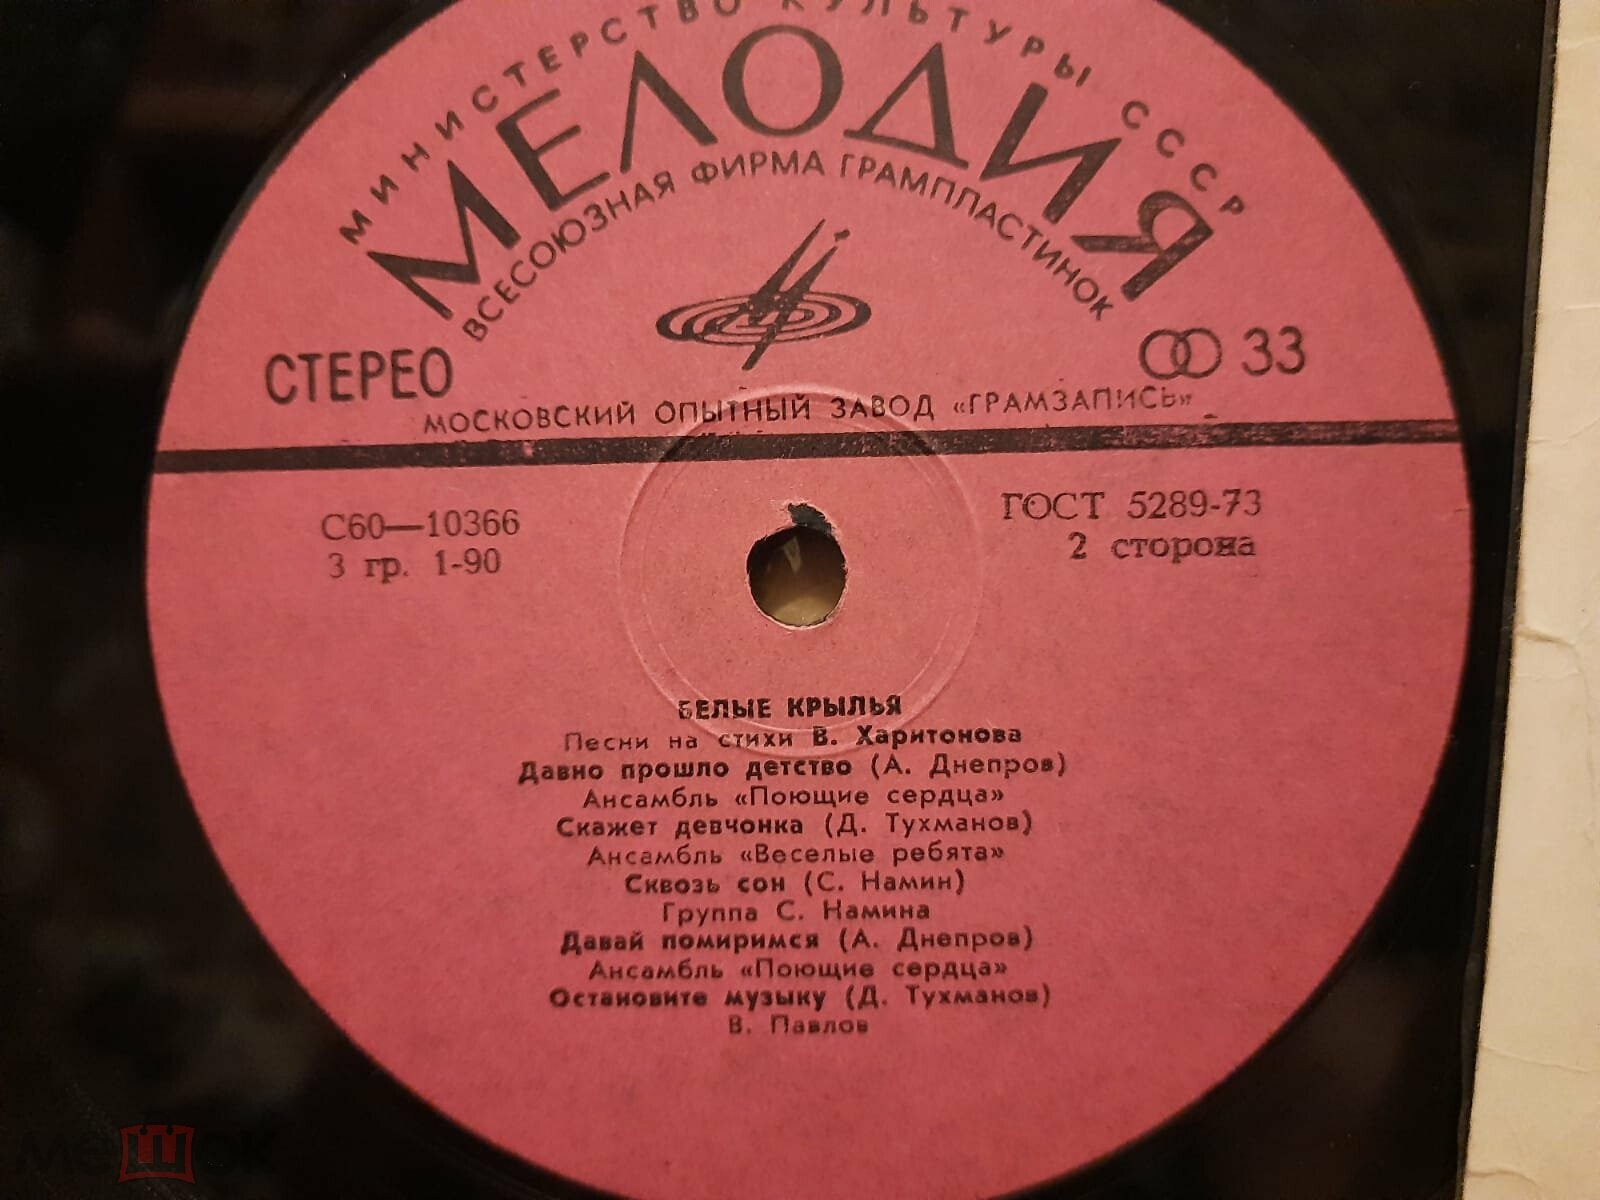 МИНИСТЕРСТВО КУЛЬТУРЫ СССР
МЕЛОДИЯ
ВСЕСОЮЗНАЯ ФИРМА ГРАМПЛАСТИНОК
СТЕРЕО
33
МОСКОВСКИЙ ОПЫТНЫЙ ЗАВОД «ГРАМЗАПИСЬ»
С60—10366
ГОСТ 5289-73
3 гр. 1-90
2 сторона
БЕЛЫЕ КРЫЛЬЯ
Песни на стихи В. Харитонова
Давно прошло детство (А. Днепров)
Ансамбль «Поющие сердца»
Скажет девчонка (Д. Тухманов)
Ансамбль «Веселые ребята»
Сквозь сон (С. Намин)
Группа С. Намина
Давай помиримся (А. Днепров)
Ансамбль «Поющие сердца»
Остановите музыку (Д. Тухманов)
В. Павлов
мешок